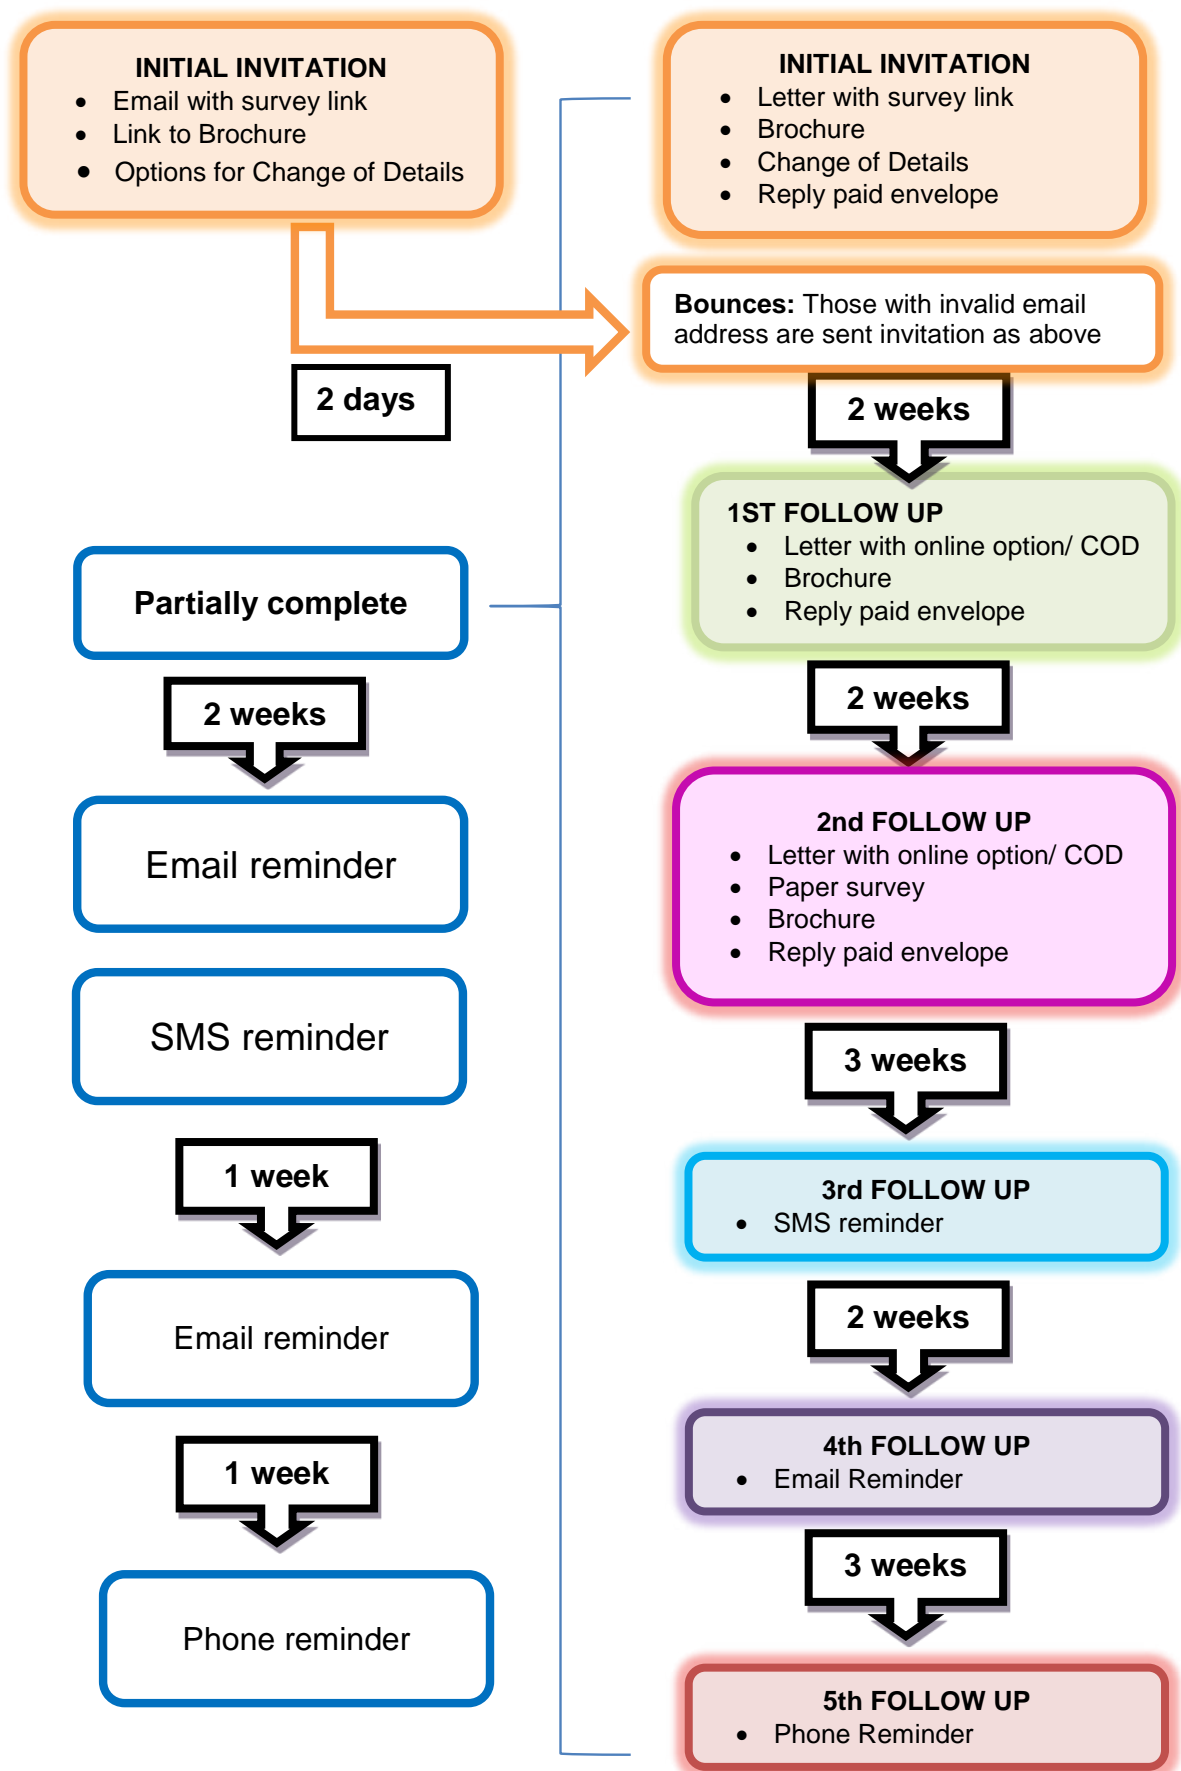 INITIAL INVITATION
• Email with survey link
• Link to Brochure
• Options for Change of Details
2 days
Partially complete
2 weeks
Email reminder
SMS reminder
1 week
Email reminder
1 week
Phone reminder
INITIAL INVITATION
• Letter with survey link
• Brochure
• Change of Details
• Reply paid envelope
Bounces: Those with invalid email
address are sent invitation as above
2 weeks
1ST FOLLOW UP
• Letter with online option/ COD
• Brochure
• Reply paid envelope
2 weeks
2nd FOLLOW UP
• Letter with online option/ COD
• Paper survey
• Brochure
• Reply paid envelope
3 weeks
3rd FOLLOW UP
• SMS reminder
2 weeks
4th FOLLOW UP
• Email Reminder
3 weeks
5th FOLLOW UP
• Phone Reminder